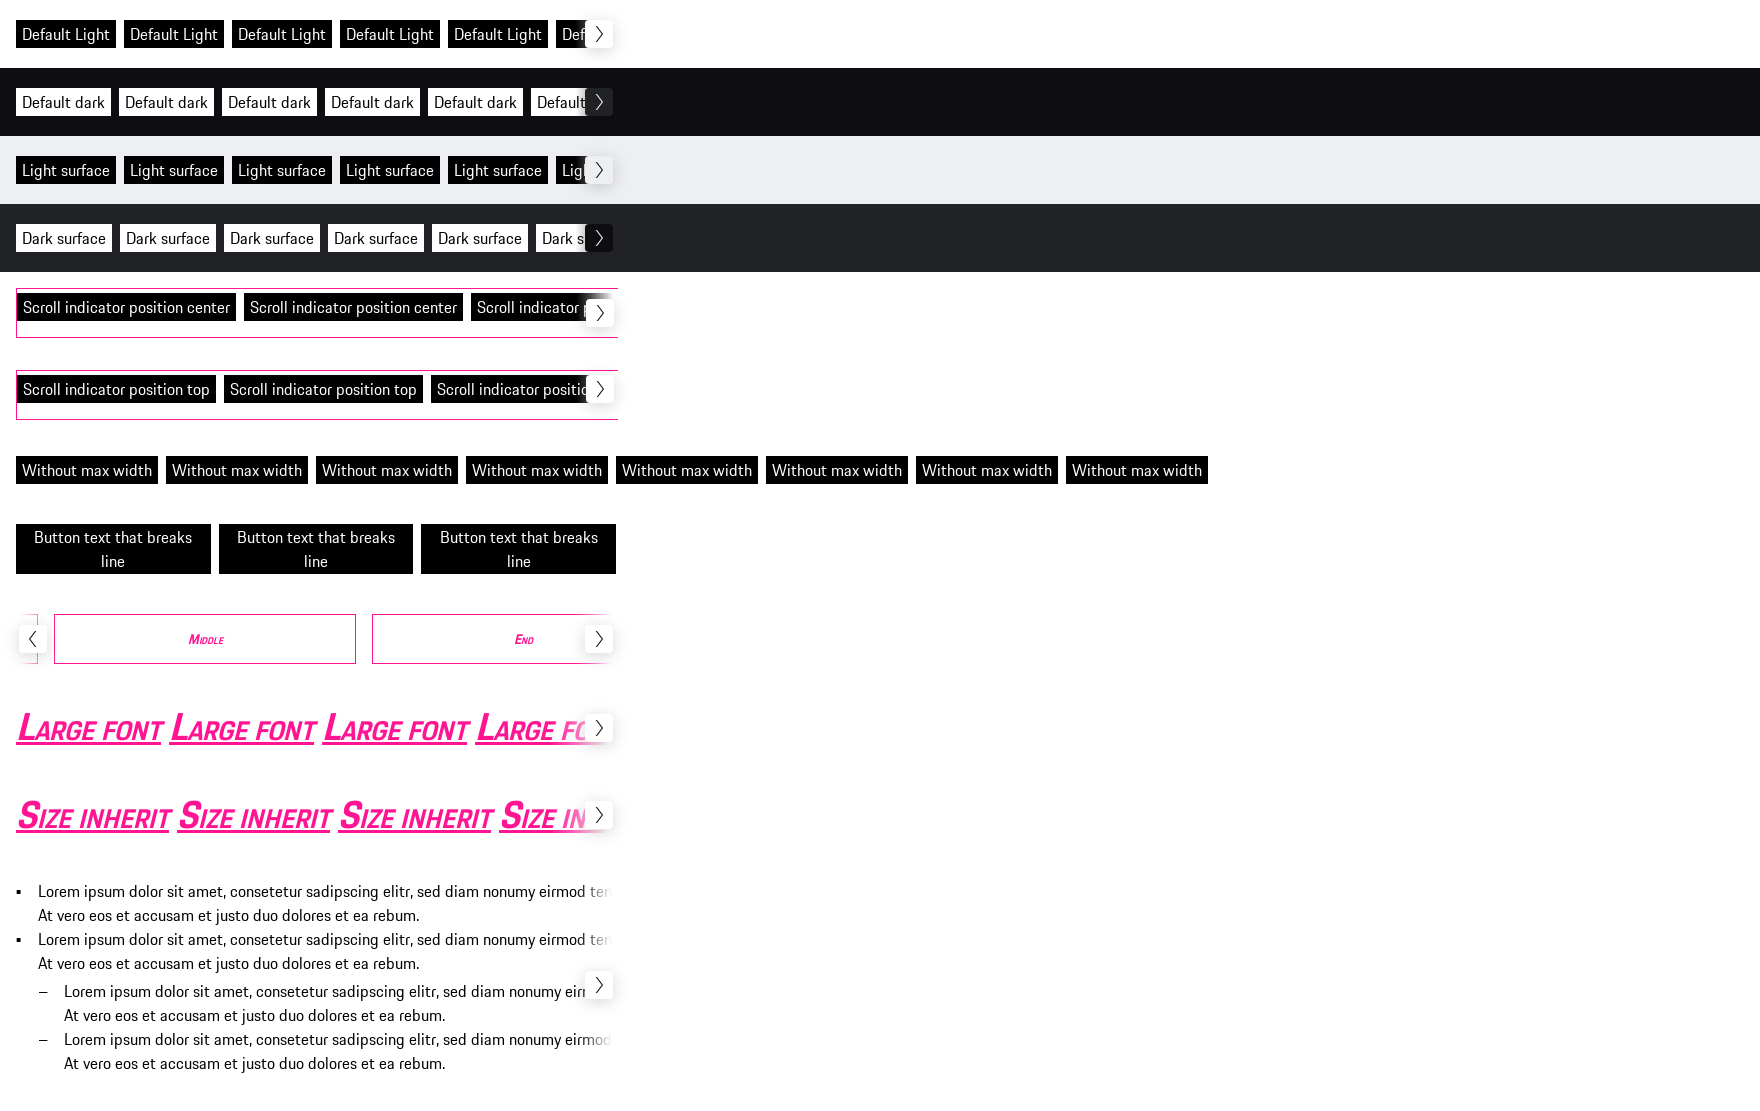 Default Light Default Light Default Light Default Light Default Light
Default dark Default dark Default dark Default dark Default dark Default
Light surface Light surface Light surface Light surface Light surface
Dark surface Dark surface Dark surface Dark surface Dark surface Dark
Scroll indicator position center Scroll indicator position center Scroll indicator
Scroll indicator position top Scroll indicator position top Scroll indicator
Without max width Without max width Without max width Without max width Without max width Without max width Without max width Without max width
Button text that breaks line Button text that breaks line Button text that breaks line
Middle End
Large font Large font Large font Large
Size inherit Size inherit Size inherit Size
▪ Lorem ipsum dolor sit amet, consetetur sadipscing elitr, sed diam nonumy eirmod
At vero eos et accusam et justo duo dolores et ea rebum.
▪ Lorem ipsum dolor sit amet, consetetur sadipscing elitr, sed diam nonumy eirmod
At vero eos et accusam et justo duo dolores et ea rebum.
– Lorem ipsum dolor sit amet, consetetur sadipscing elitr, sed diam nonumy
At vero eos et accusam et justo duo dolores et ea rebum.
– Lorem ipsum dolor sit amet, consetetur sadipscing elitr, sed diam nonumy eirmod
At vero eos et accusam et justo duo dolores et ea rebum.